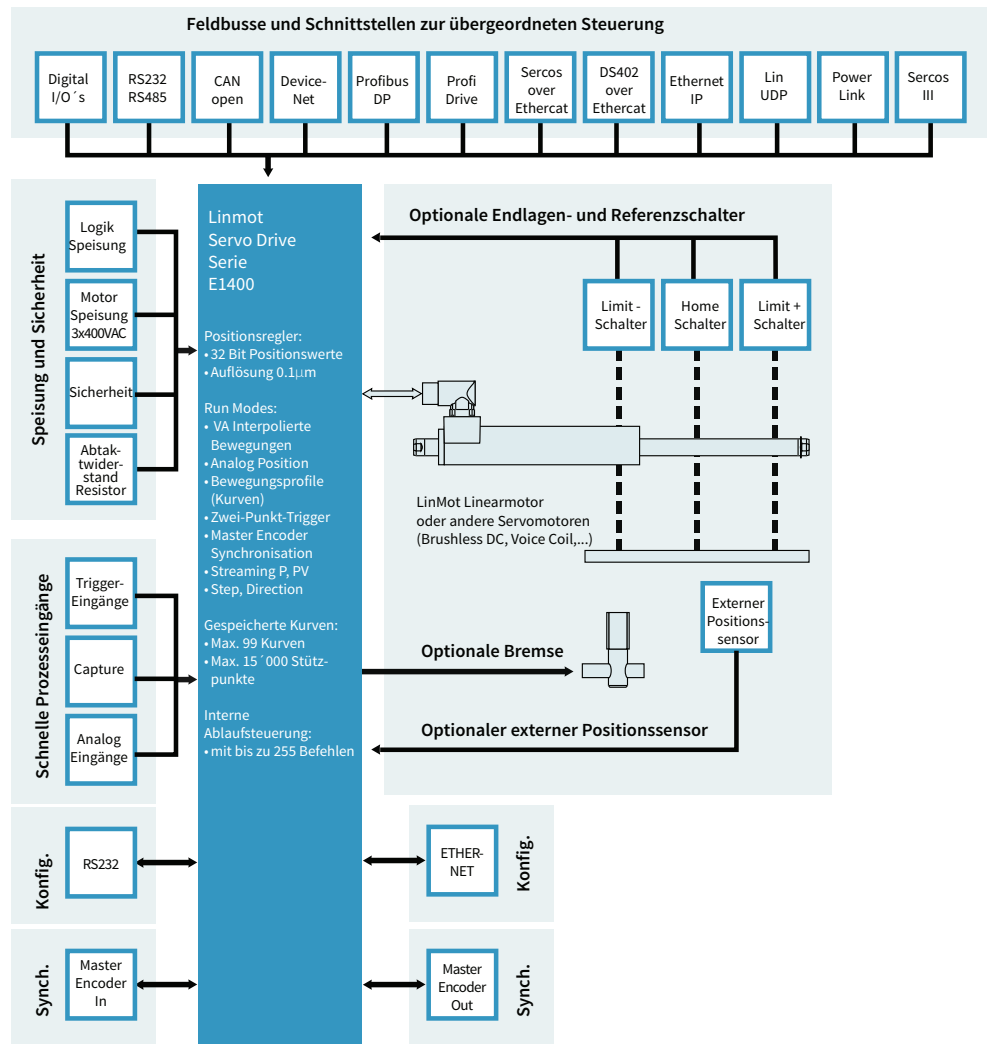 Feldbusse und Schnittstellen zur übergeordneten Steuerung
Digital
I/O´s
RS232
RS485
CAN
open
Device-
Net
Profibus
DP
Profi
Drive
Sercos
over
Ethercat
DS402
over
Ethercat
Ethernet
IP
Lin
UDP
Power
Link
Sercos
III
Speisung und Sicherheit
Logik
Speisung
Motor
Speisung
3x400VAC
Sicherheit
Abtak-
twider-
stand
Resistor
Schnelle Prozesseingänge
Trigger-
Eingänge
Capture
Analog
Eingänge
Konfig.
RS232
Synch.
Master
Encoder
In
Linmot
Servo Drive
Serie
E1400
Positionsregler:
• 32 Bit Positionswerte
• Auflösung 0.1µm
Run Modes:
• VA Interpolierte
Bewegungen
• Analog Position
• Bewegungsprofile
(Kurven)
• Zwei-Punkt-Trigger
• Master Encoder
Synchronisation
• Streaming P, PV
• Step, Direction
Gespeicherte Kurven:
• Max. 99 Kurven
• Max. 15´000 Stütz-
punkte
Interne
Ablaufsteuerung:
• mit bis zu 255 Befehlen
Optionale Endlagen- und Referenzschalter
Limit -
Schalter
Home
Schalter
Limit +
Schalter
LinMot Linearmotor
oder andere Servomotoren
(Brushless DC, Voice Coil,...)
Externer
Positions-
sensor
Optionale Bremse
Optionaler externer Positionssensor
ETHER-
NET
Konfig.
Master
Encoder
Out
Synch.